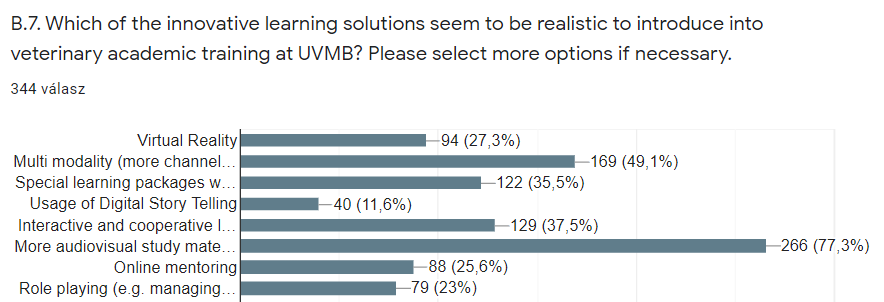 B.7. Which of the innovative learning solutions seem to be realistic to introduce into
veterinary academic training at UVMB? Please select more options if necessary.
344 válasz
Virtual Reality 94 (27,3%)
Multi modality (more channel... 169 (49,1%)
Special learning packages w... 122 (35,5%)
Usage of Digital Story Telling 40 (11,6%)
Interactive and cooperative l... 129 (37,5%)
More audiovisual study mate... 266 (77,3%)
Online mentoring 88 (25,6%)
Role playing (e.g. managing... 79 (23%)